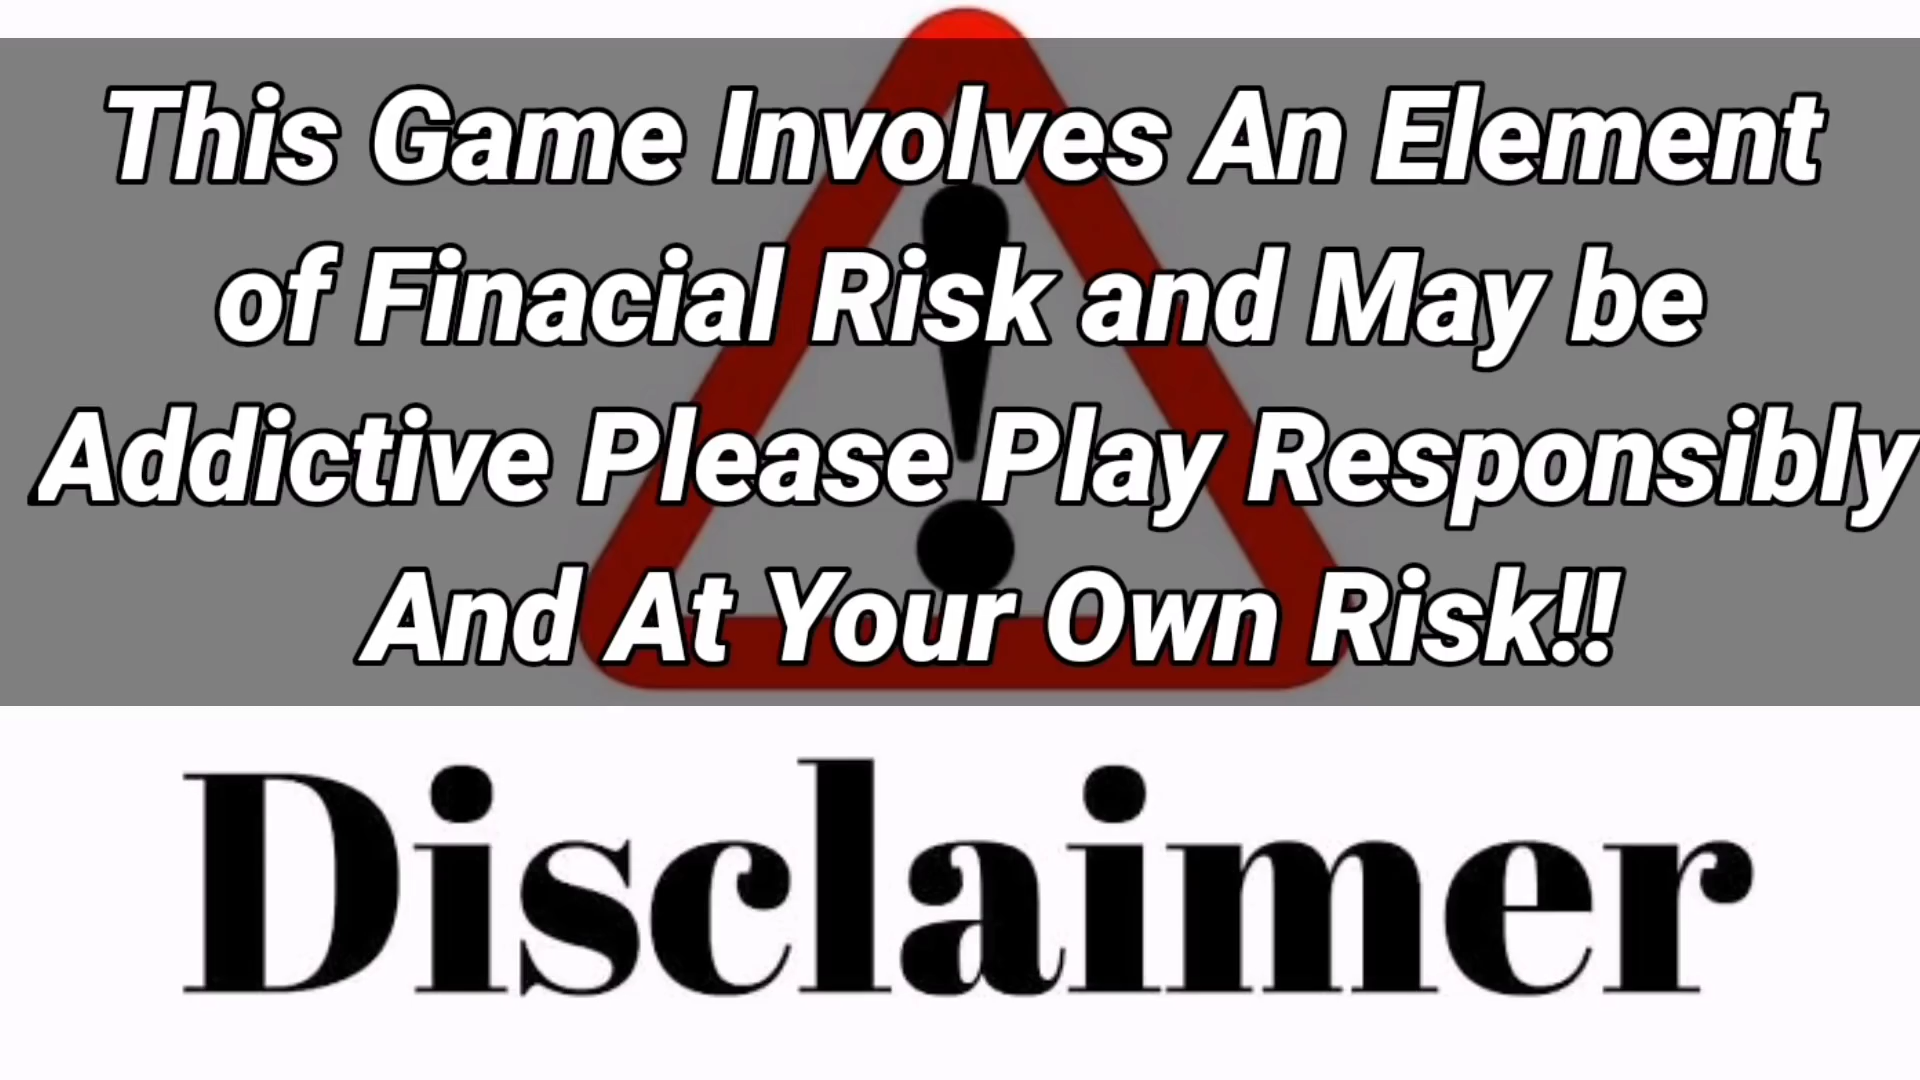 This Game Involves An Element
of Finacial Risk and May be
Addictive Please Play Responsibly
And At Your Own Risk!!
Disclaimer